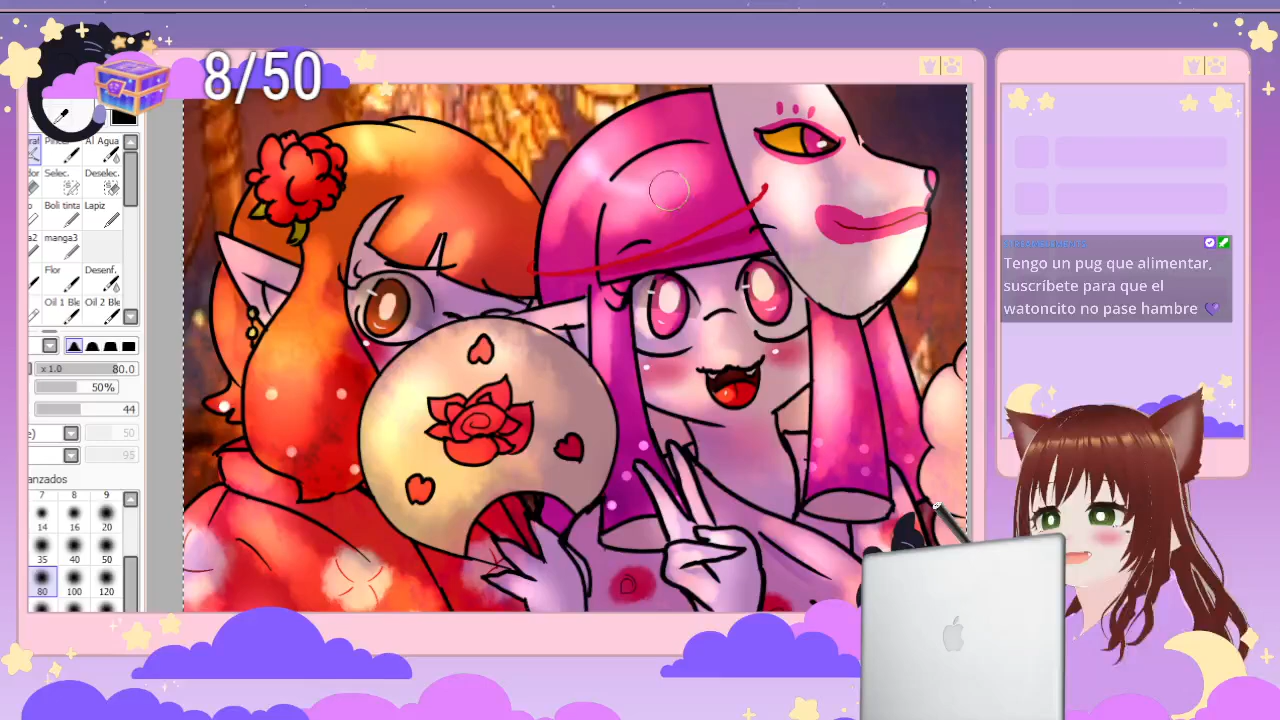 8/50
Al Agua
Selec.
Deselec.
Boli tinta
Lapiz
manga3
Flor
Desenf.
Oil 1 Ble
Oil 2 Ble
x 1.0
80.0
50%
44
50
95
7
8
9
14
16
20
35
40
50
80
100
120
Tengo un pug que alimentar,
suscríbete para que el
watoncito no pase hambre 💜